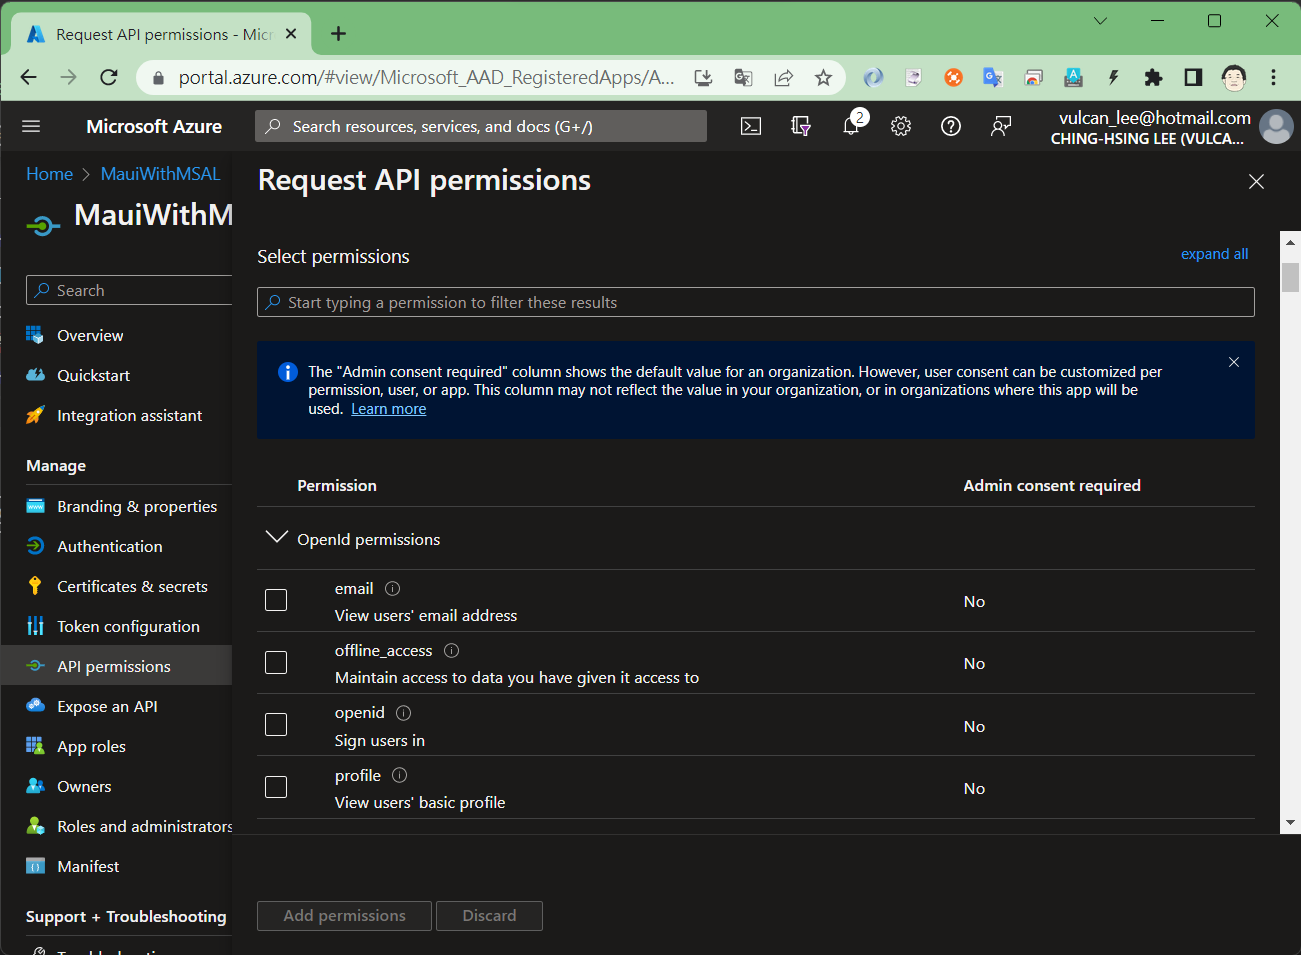 Request API permissions - Micr
portal.azure.com/#view/Microsoft_AAD_RegisteredApps/A...
Microsoft Azure
Search resources, services, and docs (G+/)
2
vulcan_lee@hotmail.com
CHING-HSING LEE (VULCA...
Home > MauiWithMSAL
MauiWithM
Search
Overview
Quickstart
Integration assistant
Manage
Branding & properties
Authentication
Certificates & secrets
Token configuration
API permissions
Expose an API
App roles
Owners
Roles and administrators
Manifest
Support + Troubleshooting
Request API permissions
Select permissions
expand all
Start typing a permission to filter these results
The "Admin consent required" column shows the default value for an organization. However, user consent can be customized per
permission, user, or app. This column may not reflect the value in your organization, or in organizations where this app will be
used. Learn more
Permission
Admin consent required
OpenId permissions
email
View users' email address
No
offline_access
Maintain access to data you have given it access to
No
openid
Sign users in
No
profile
View users' basic profile
No
Add permissions
Discard